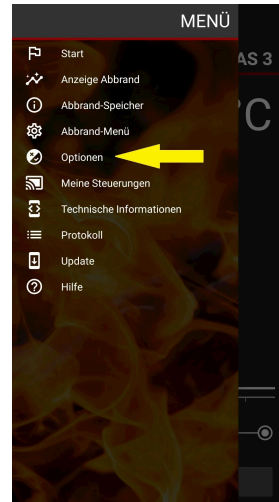 MENÜ
Start
AS 3
Anzeige Abbrand
Abbrand-Speicher
°C
Abbrand-Menü
Optionen
Meine Steuerungen
Technische Informationen
Protokoll
Update
Hilfe